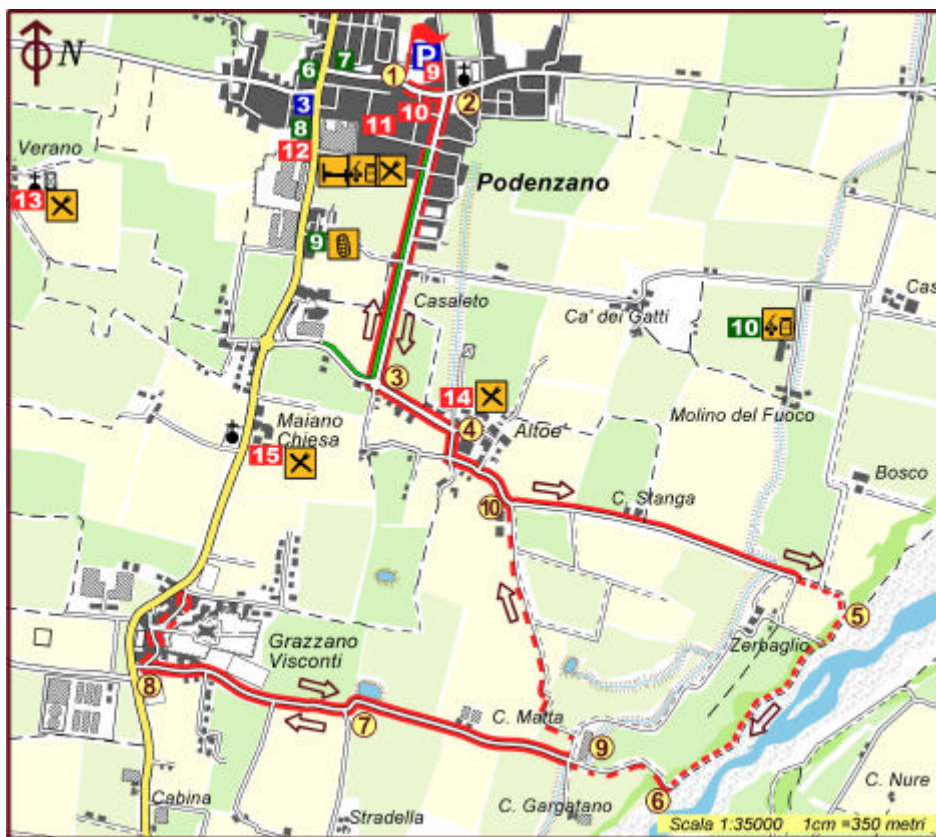 N
7
P
6
1
9
3
10
2
8
11
12
Verano
13
Podenzano
9
Casaleto
Ca' dei Gatti
Cas
10
3
14
Molino del Fuoco
4
Maiano
Chiesa
Altoe'
15
Bosco
10
C. Stanga
5
Grazzano
Visconti
Zerbaglio
8
7
C. Matta
9
6
C. Nure
Cabina
Stradella
C. Gargatano
Scala 1:35000 1cm =350 metri